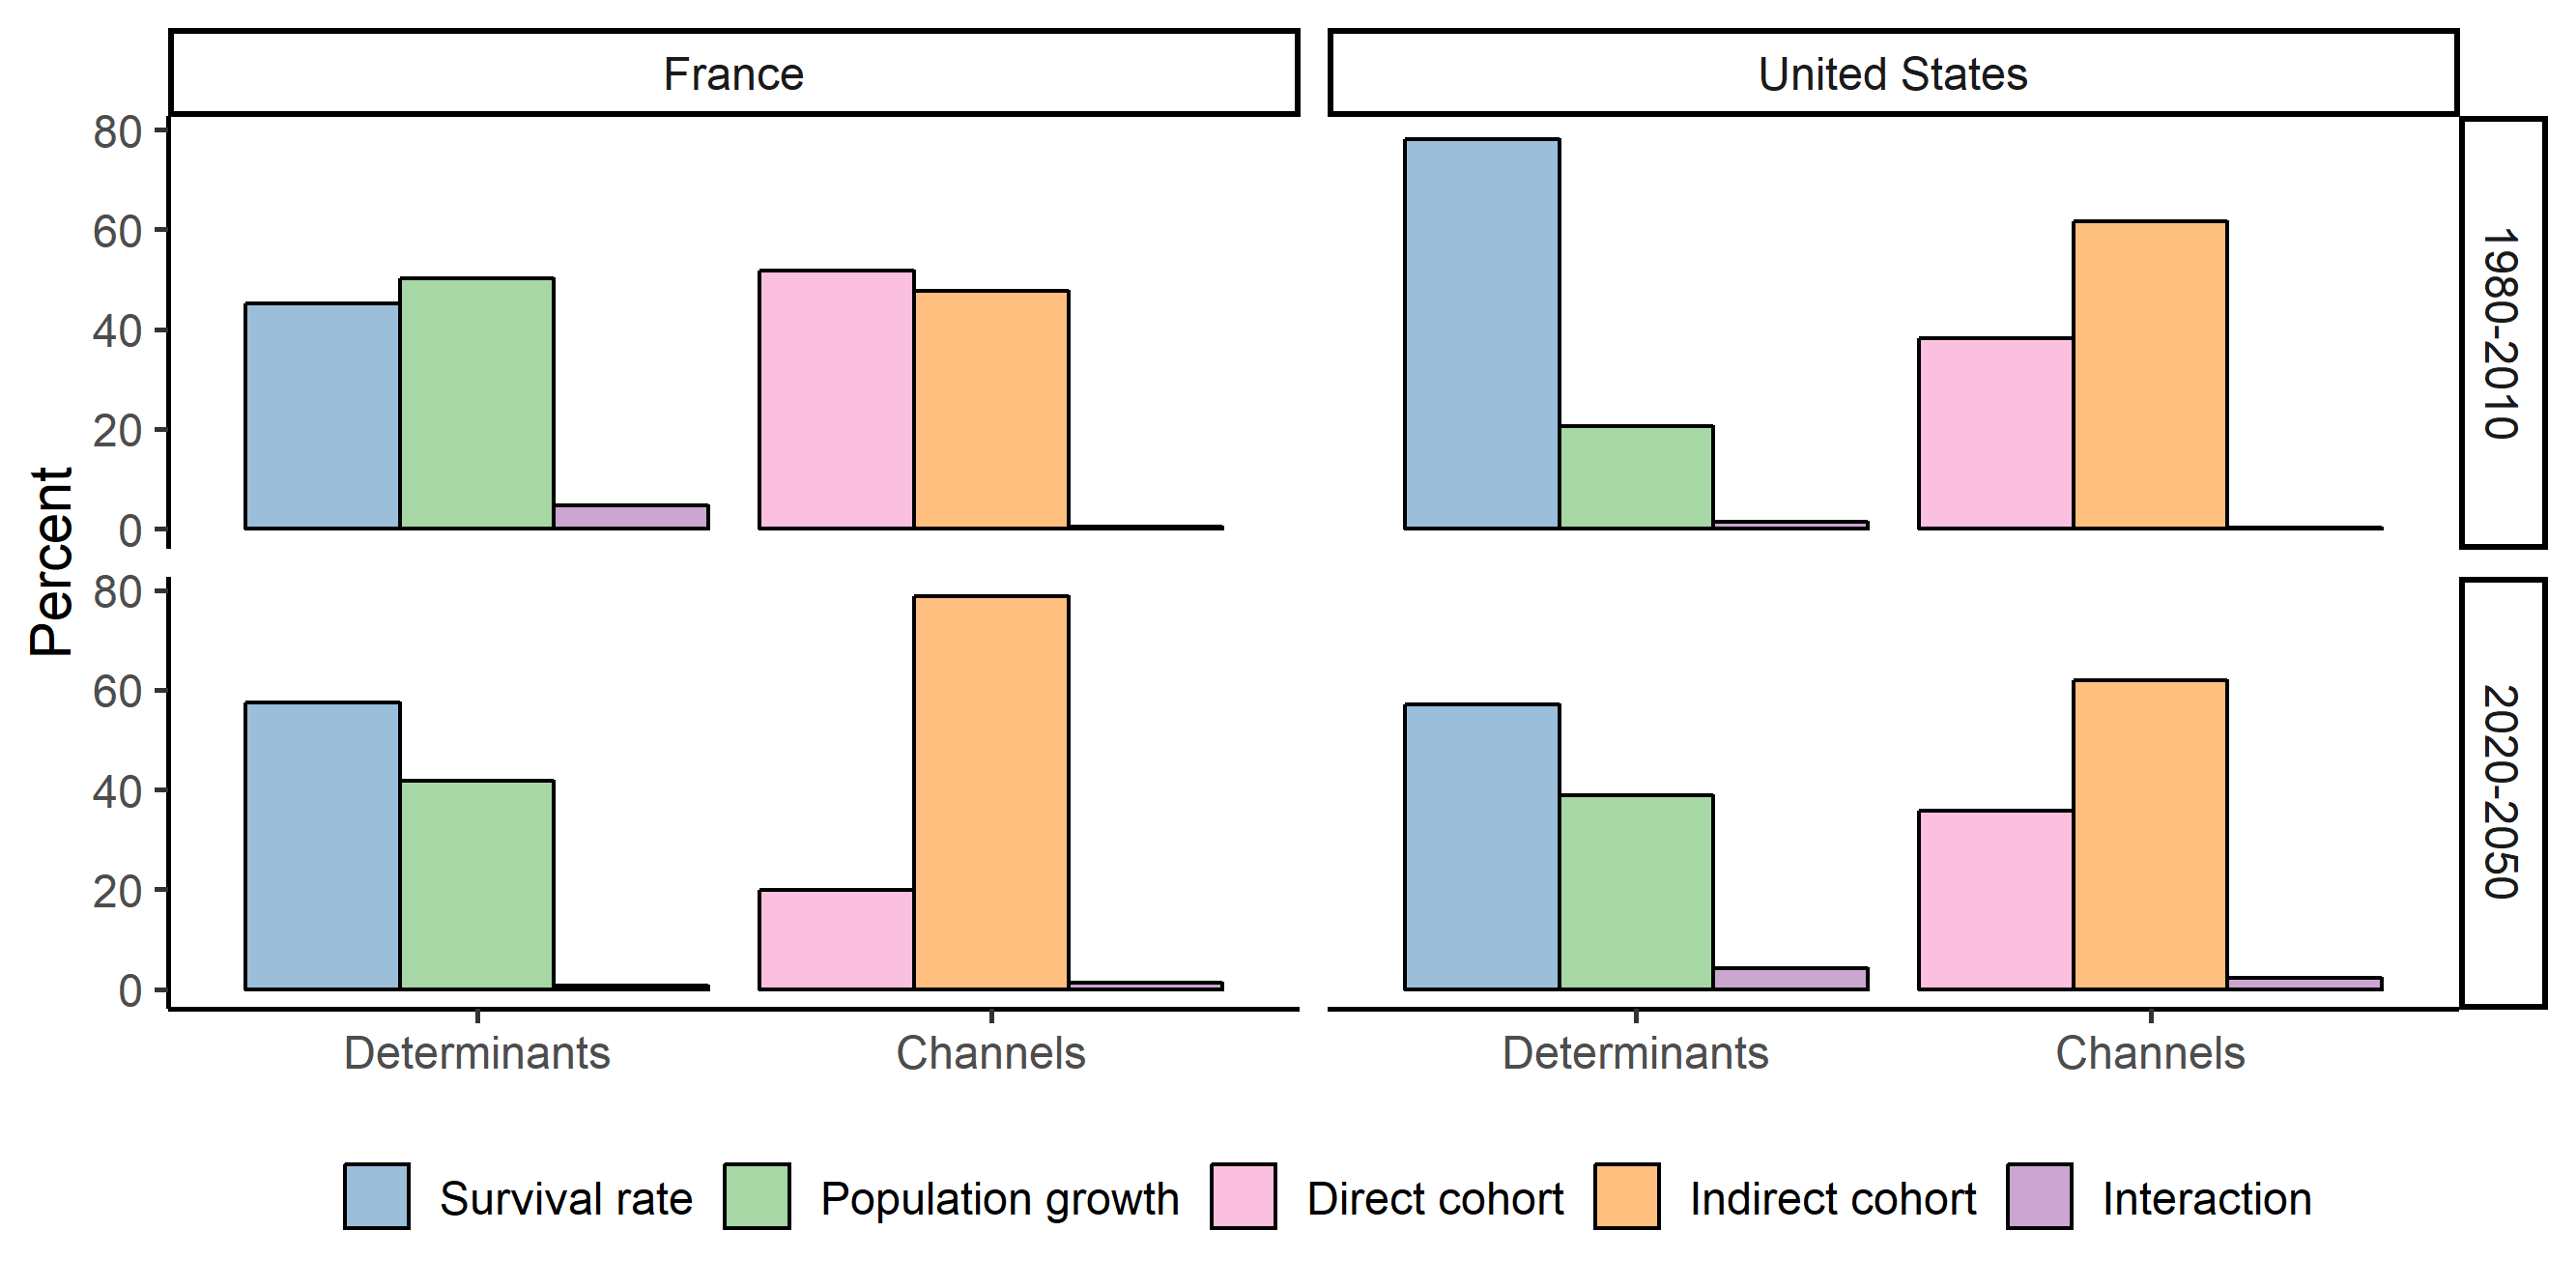 France
United States
80
60
40
20
0
1980-2010
Percent
80
60
40
20
0
2020-2050
Determinants
Channels
Determinants
Channels
Survival rate
Population growth
Direct cohort
Indirect cohort
Interaction